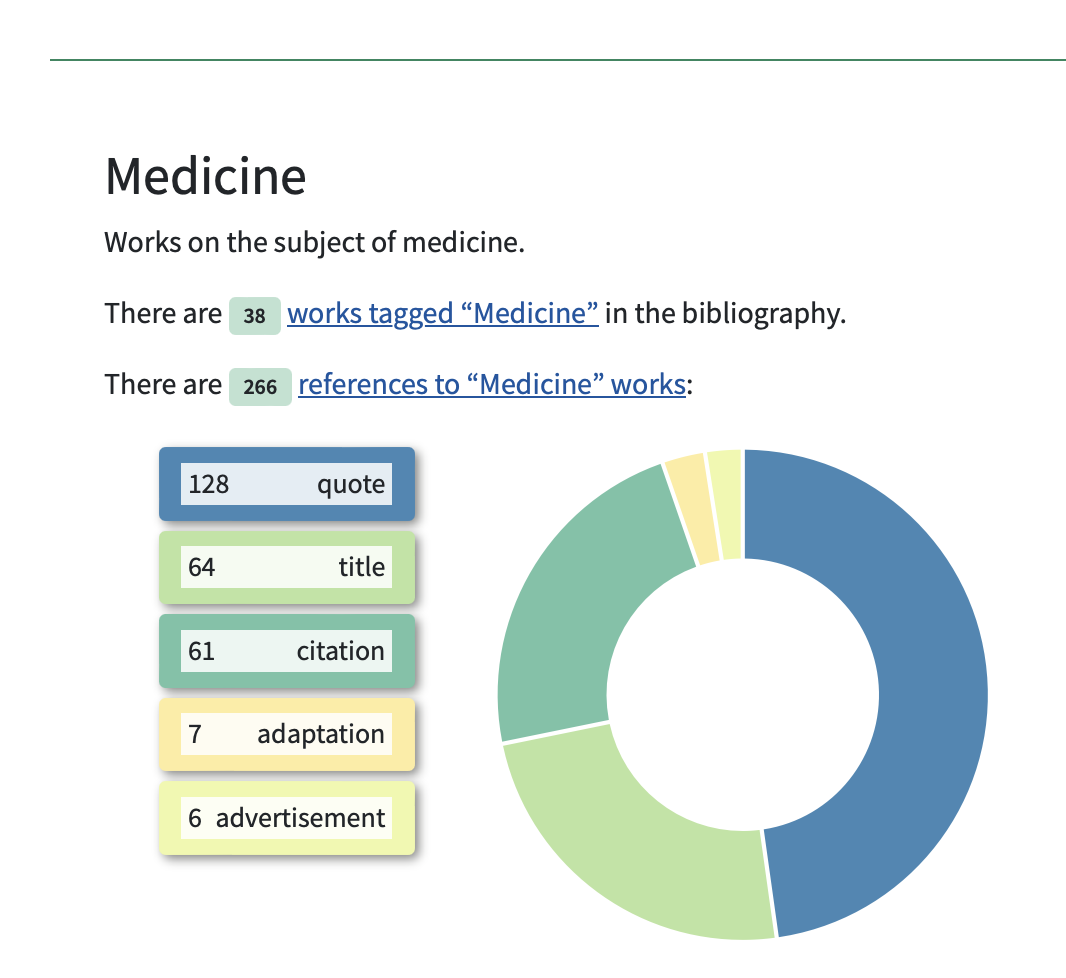 Medicine
Works on the subject of medicine.
There are 38 works tagged “Medicine” in the bibliography.
There are 266 references to “Medicine” works:
128 quote
64 title
61 citation
7 adaptation
6 advertisement